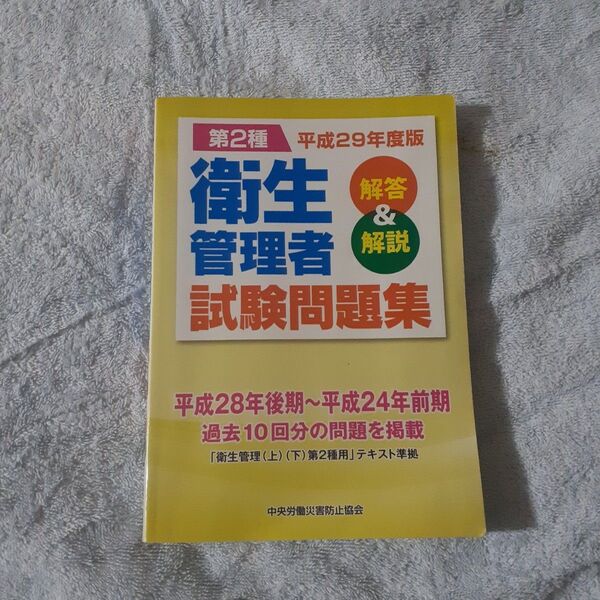 第2種 平成29年度版
衛生
管理者
解答
&
解説
試験問題集
平成28年後期~平成24年前期
過去10回分の問題を掲載
「衛生管理(上)(下)第2種用」テキスト準拠
中央労働災害防止協会